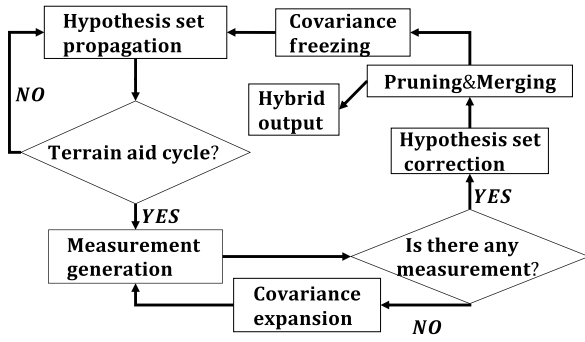 Hypothesis set
propagation
Covariance
freezing
NO
Hybrid
output
Pruning&Merging
Terrain aid cycle?
Hypothesis set
correction
YES
YES
Measurement
generation
Is there any
measurement?
Covariance
expansion
NO